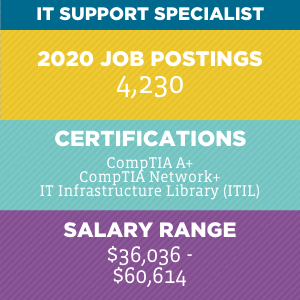 IT SUPPORT SPECIALIST
2020 JOB POSTINGS
4,230
CERTIFICATIONS
CompTIA A+
CompTIA Network+
IT Infrastructure Library (ITIL)
SALARY RANGE
$36,036 -
$60,614